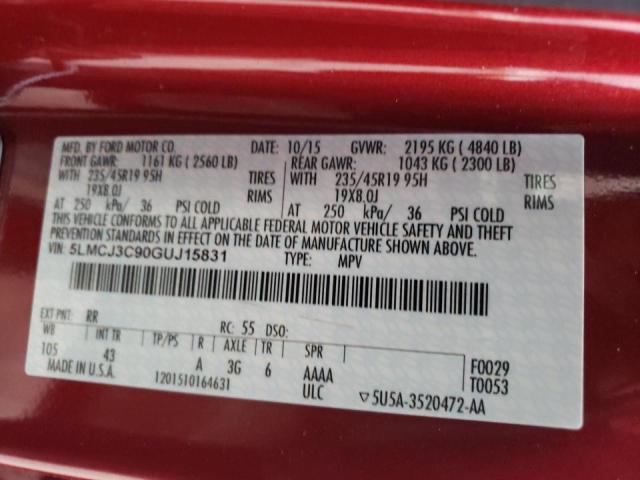 MFD. BY FORD MOTOR CO. DATE: 10/15 GVWR: 2195 KG ( 4840 LB)
FRONT GAWR: 1161 KG ( 2560 LB) REAR GAWR: 1043 KG ( 2300 LB)
WITH 235/45R19 95H TIRES WITH 235/45R19 95H TIRES
19X8.0J RIMS 19X8.0J RIMS
AT 250 kPa/ 36 PSI COLD AT 250 kPa/ 36 PSI COLD
THIS VEHICLE CONFORMS TO ALL APPLICABLE FEDERAL MOTOR VEHICLE SAFETY AND THEFT
PREVENTION STANDARDS IN EFFECT ON THE DATE OF MANUFACTURE SHOWN ABOVE.
VIN: 5LMCJ3C90GUJ15831 TYPE: MPV
EXT PNT: RR RC: 55 DSO:
WB INT TR TP/PS R AXLE TR SPR
105 43 A 3G 6 AAAA F0029
MADE IN U.S.A. 1201510164631 ULC T0053
▽5U5A-3520472-AA